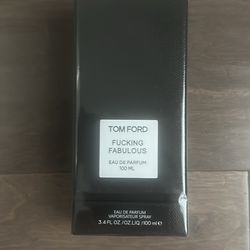 TOM FORD
FUCKING
FABULOUS
EAU DE PARFUM
100 ML
EAU DE PARFUM
VAPORISATEUR SPRAY
3.4 FL.OZ./OZ.LIQ /100 ml ℮